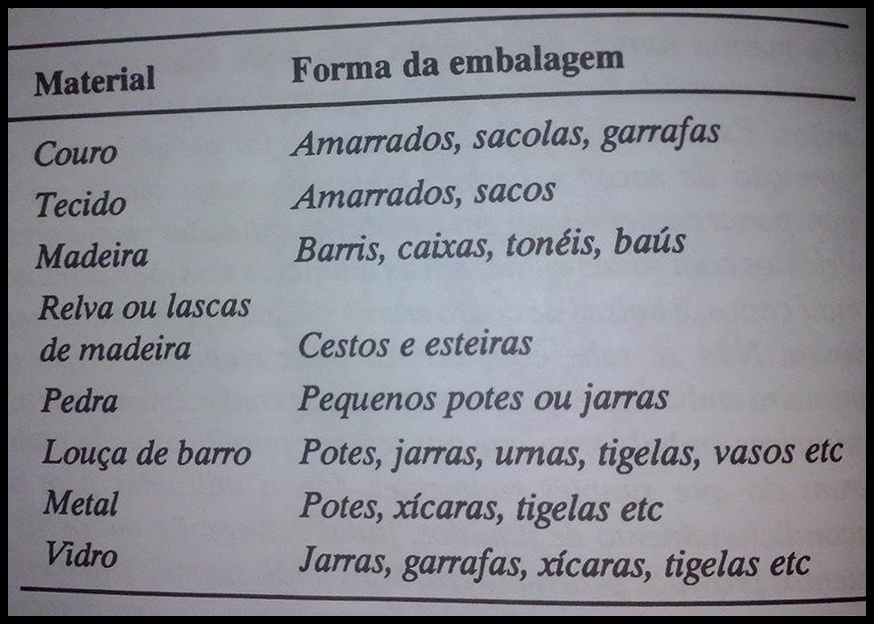 Material Forma da embalagem
Couro Amarrados, sacolas, garrafas
Tecido Amarrados, sacos
Madeira Barris, caixas, tonéis, baús
Relva ou lascas
de madeira Cestos e esteiras
Pedra Pequenos potes ou jarras
Louça de barro Potes, jarras, urnas, tigelas, vasos etc
Metal Potes, xícaras, tigelas etc
Vidro Jarras, garrafas, xícaras, tigelas etc